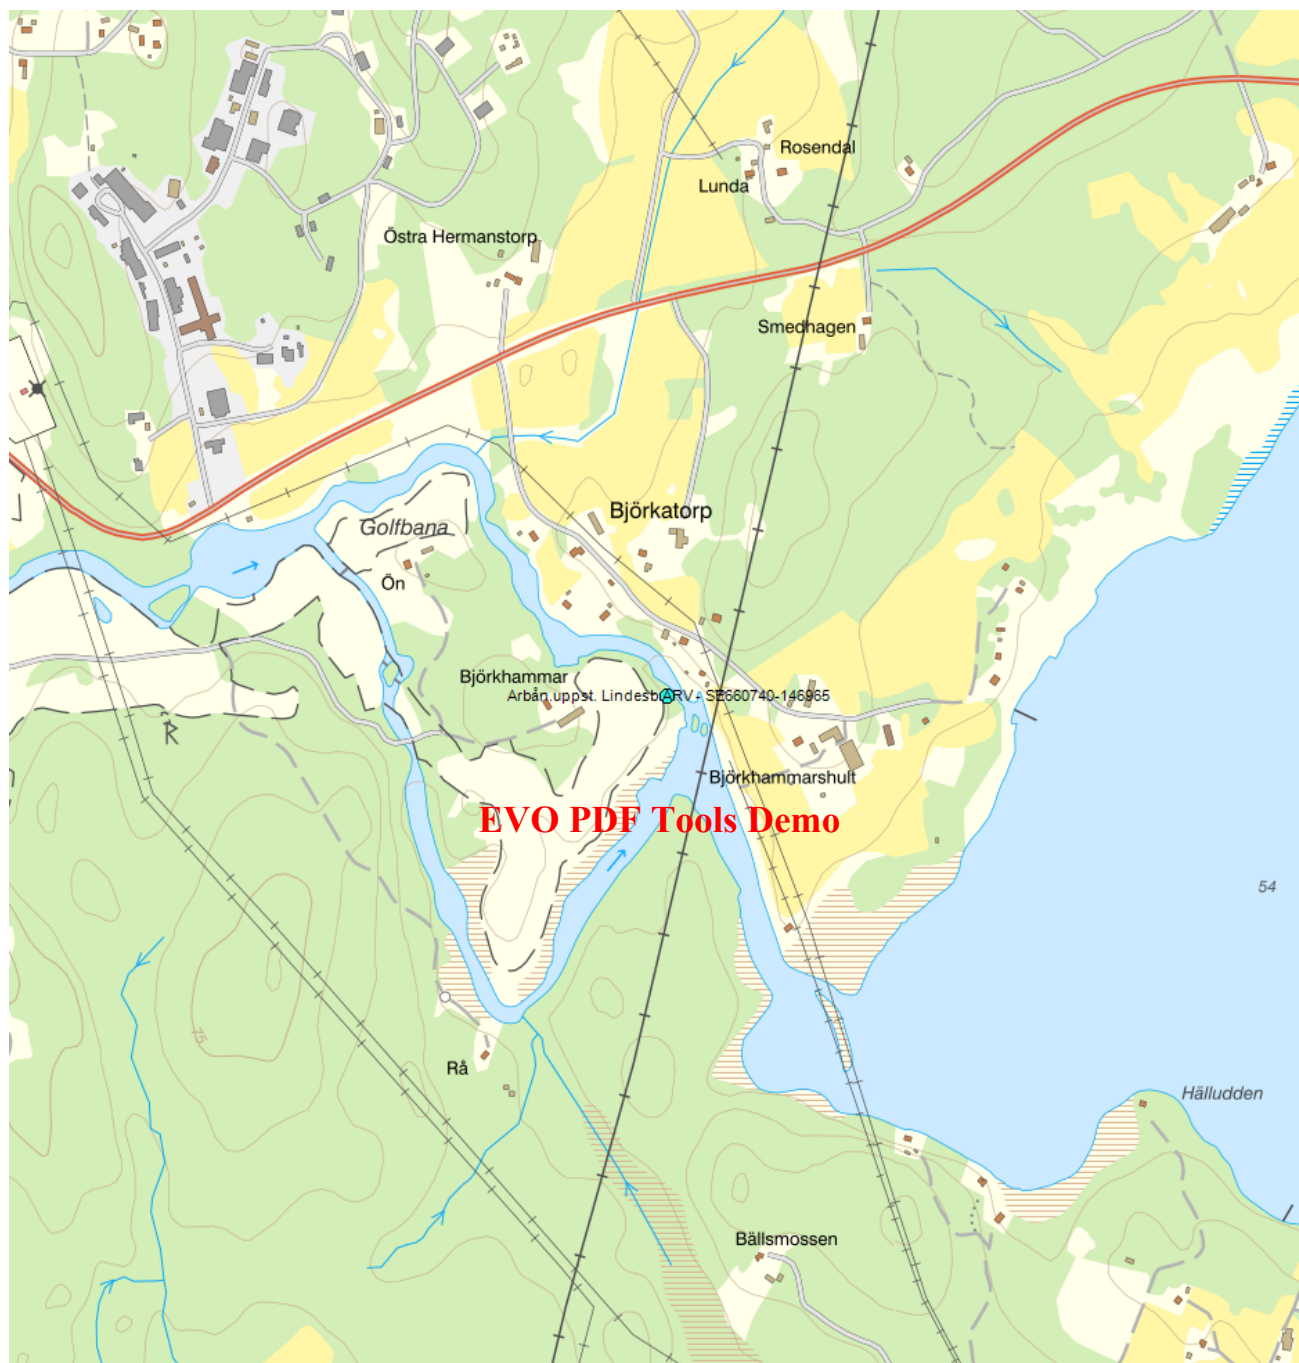 Rosendal
Lunda
Östra Hermanstorp
Smedhagen
Björkatorp
Golfbana
Ön
Björkhammar
Arbån.uppst. Lindesb.ARV - SE660740-146965
Björkhammarshult
EVO PDF Tools Demo
54
75
Rå
Hälludden
Bällsmossen